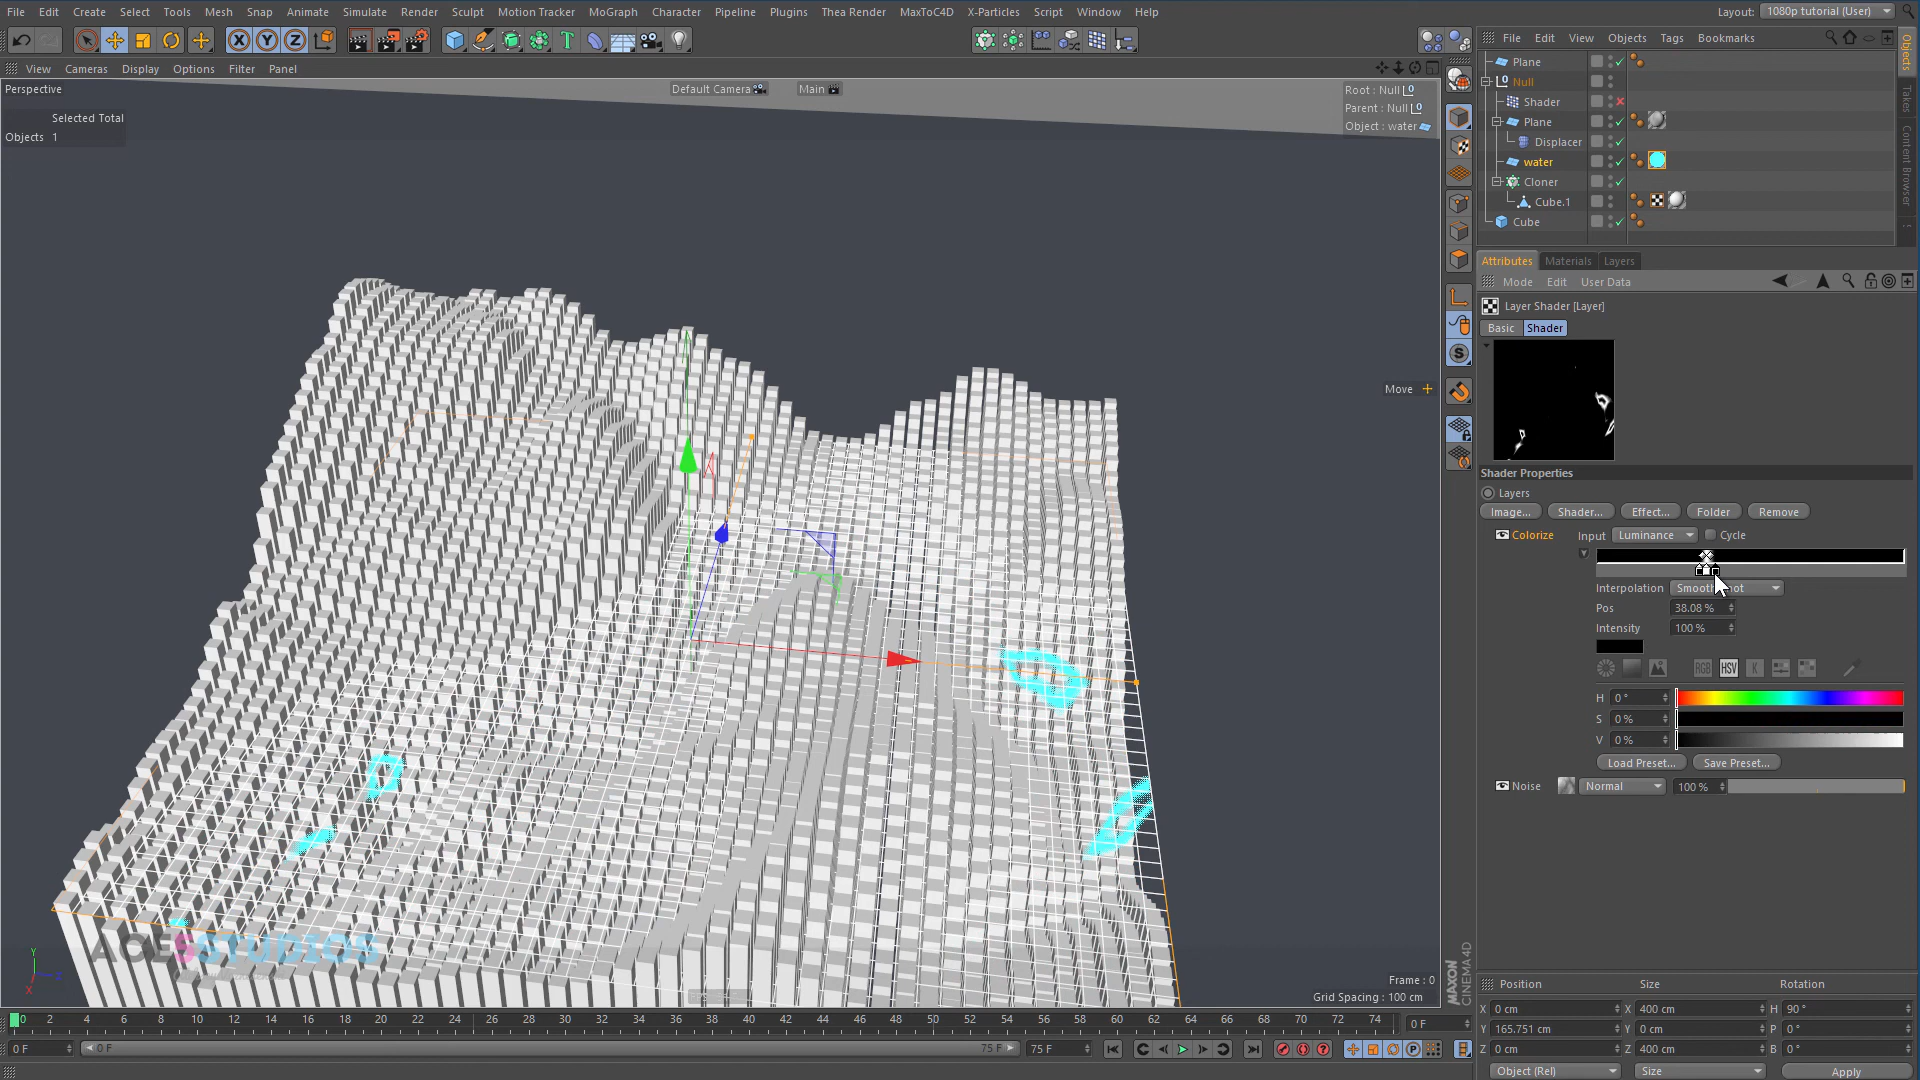 File Edit Create Select Tools Mesh Snap Animate Simulate Render Sculpt Motion Tracker MoGraph Character Pipeline Plugins Thea Render MaxToC4D X-Particles Script Window Help Layout: 1080p tutorial (User)
File Edit View Objects Tags Bookmarks
View Cameras Display Options Filter Panel
Perspective
Default Camera
Main
Root : Null
Parent : Null
Object : water
Selected Total
Objects 1
Move
Plane
Null
Shader
Plane
Displacer
water
Cloner
Cube.1
Cube
Objects
Takes
Content Browser
Attributes Materials Layers
Mode Edit User Data
Layer Shader [Layer]
Basic Shader
Shader Properties
Layers
Image... Shader... Effect... Folder Remove
Colorize Input Luminance Cycle
Interpolation
Pos 38.08 %
Intensity 100 %
RGB HSV K
H 0 °
S 0 %
V 0 %
Load Preset... Save Preset...
Noise Normal 100 %
ACESSTUDIOS
Y
X
Frame : 0
Grid Spacing : 100 cm
MAXON
CINEMA 4D
0 2 4 6 8 10 12 14 16 18 20 22 24 26 28 30 32 34 36 38 40 42 44 46 48 50 52 54 56 58 60 62 64 66 68 70 72 74 0 F
0 F 0 F 75 F 75 F
Position Size Rotation
X 0 cm X 400 cm H 90 °
Y 165.751 cm Y 0 cm P 0 °
Z 0 cm Z 400 cm B 0 °
Object (Rel) Size Apply